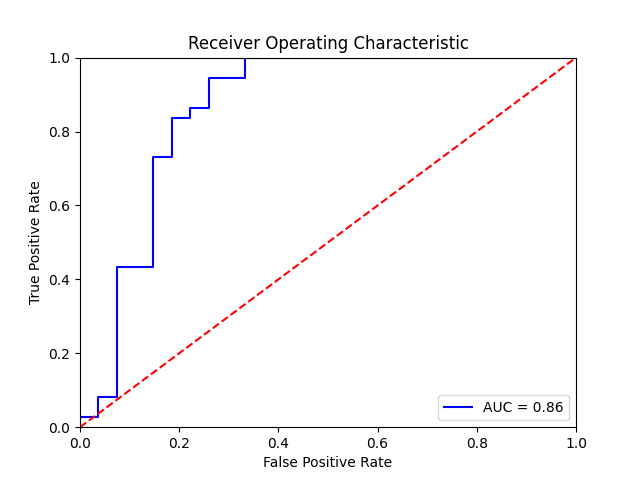 Receiver Operating Characteristic
True Positive Rate
1.0
0.8
0.6
0.4
0.2
0.0
AUC = 0.86
0.0 0.2 0.4 0.6 0.8 1.0
False Positive Rate